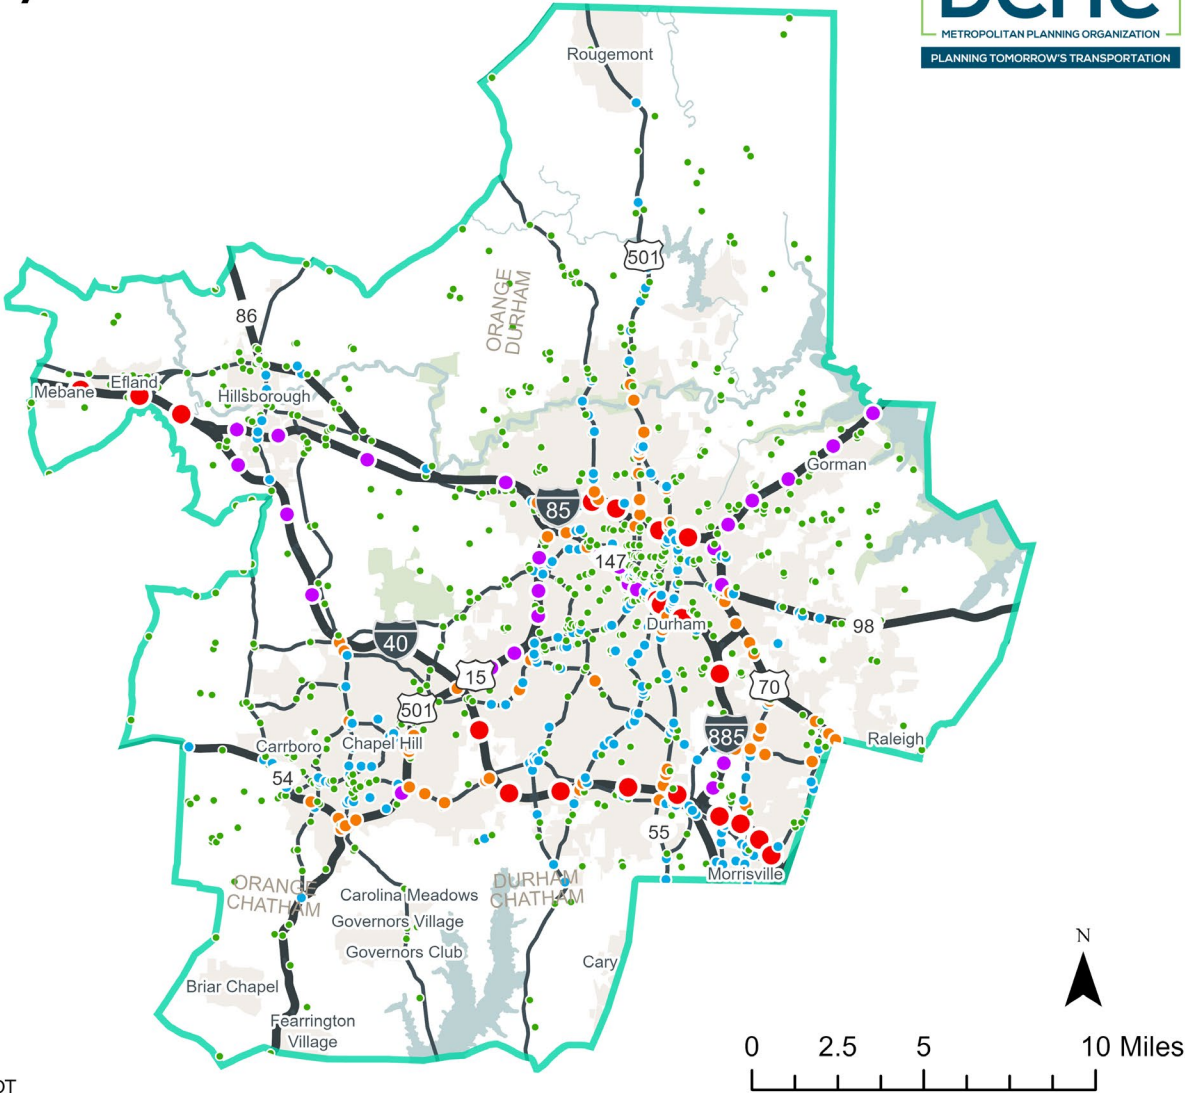 METROPOLITAN PLANNING ORGANIZATION
PLANNING TOMORROW'S TRANSPORTATION
Rougemont
501
ORANGE
DURHAM
86
Mebane
Efland
Hillsborough
Gorman
85
147
Durham
98
40
15
70
501
885
Raleigh
Carrboro
Chapel Hill
54
55
Morrisville
ORANGE
CHATHAM
DURHAM
CHATHAM
Carolina Meadows
Governors Village
Governors Club
Cary
Briar Chapel
Fearrington
Village
N
0 2.5 5 10 Miles